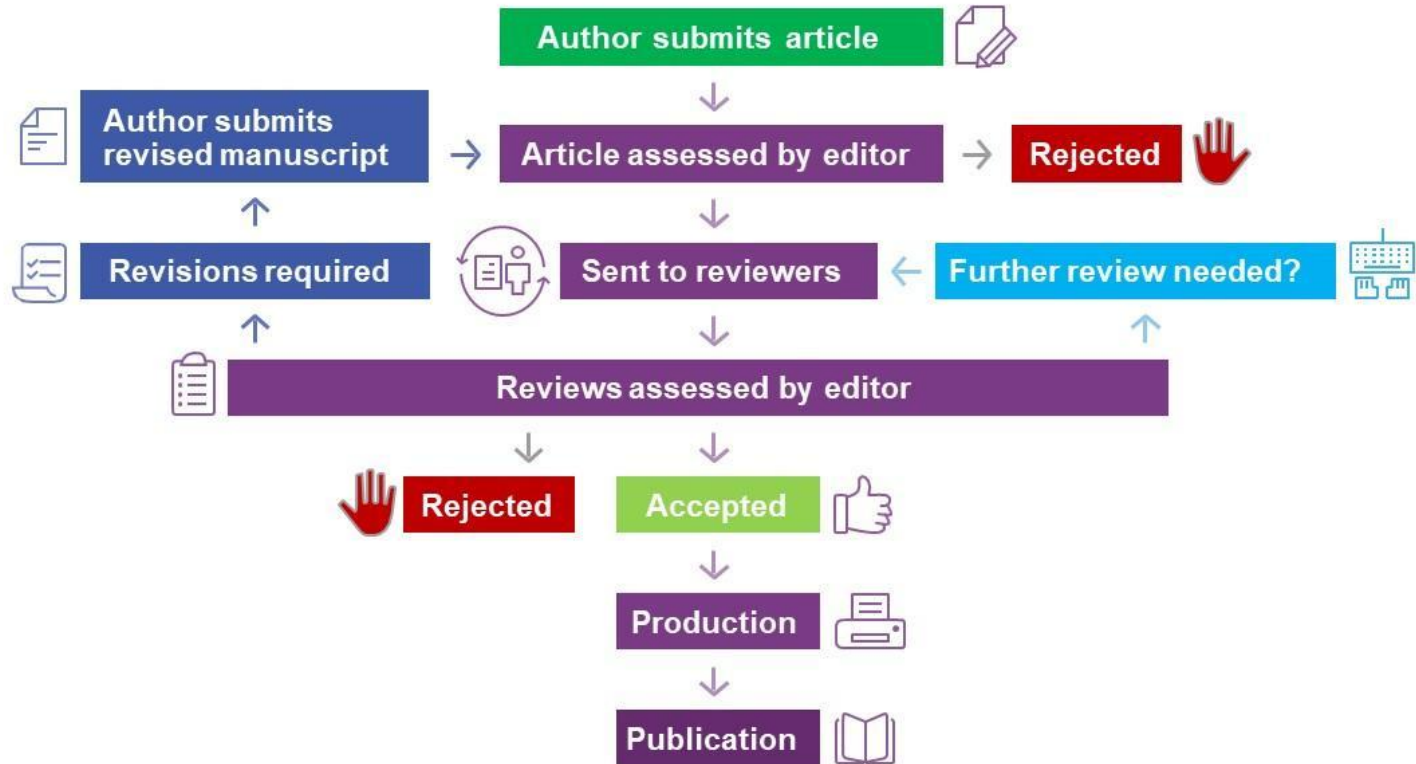 Author submits article
Author submits
revised manuscript
Article assessed by editor
Rejected
Revisions required
Sent to reviewers
Further review needed?
Reviews assessed by editor
Rejected
Accepted
Production
Publication